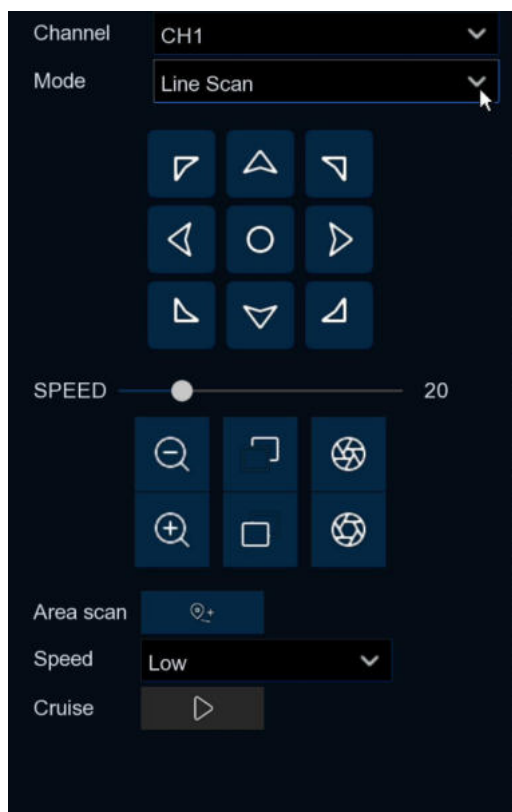 Channel CH1
Mode Line Scan
SPEED 20
Area scan
Speed Low
Cruise